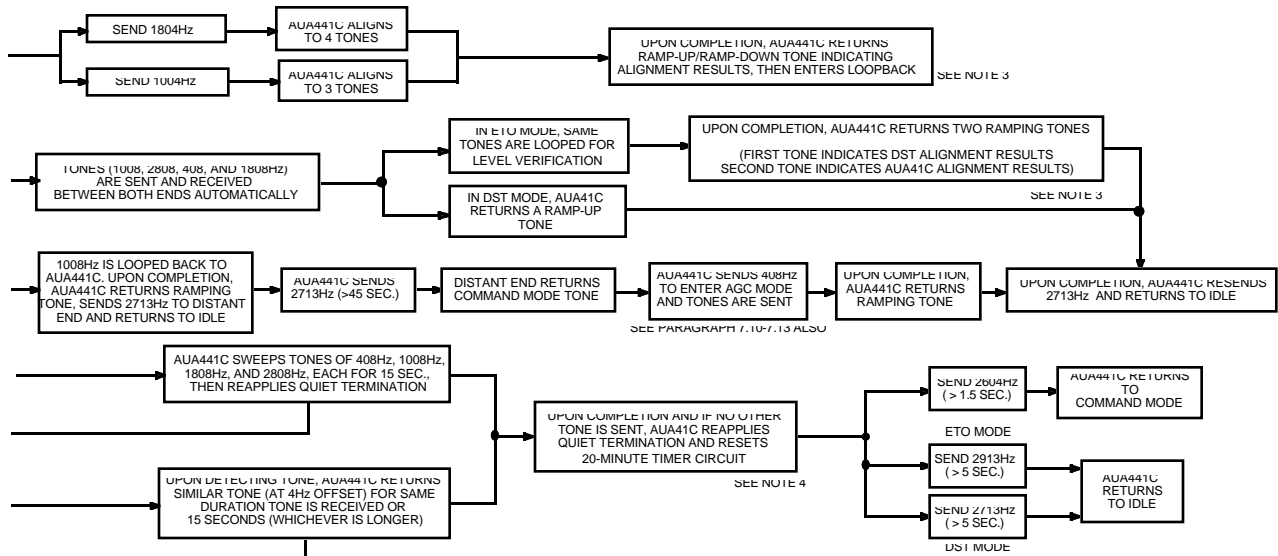 SEND 1804Hz
AUA441C ALIGNS
TO 4 TONES
SEND 1004Hz
AUA441C ALIGNS
TO 3 TONES
UPON COMPLETION, AUA441C RETURNS
RAMP-UP/RAMP-DOWN TONE INDICATING
ALIGNMENT RESULTS, THEN ENTERS LOOPBACK
SEE NOTE 3
TONES (1008, 2808, 408, AND 1808Hz)
ARE SENT AND RECEIVED
BETWEEN BOTH ENDS AUTOMATICALLY
IN ETO MODE, SAME
TONES ARE LOOPED FOR
LEVEL VERIFICATION
UPON COMPLETION, AUA441C RETURNS TWO RAMPING TONES
(FIRST TONE INDICATES DST ALIGNMENT RESULTS
SECOND TONE INDICATES AUA41C ALIGNMENT RESULTS)
SEE NOTE 3
IN DST MODE, AUA41C
RETURNS A RAMP-UP
TONE
1008Hz IS LOOPED BACK TO
AUA441C. UPON COMPLETION,
AUA441C RETURNS RAMPING
TONE, SENDS 2713Hz TO DISTANT
END AND RETURNS TO IDLE
AUA441C SENDS
2713Hz (>45 SEC.)
DISTANT END RETURNS
COMMAND MODE TONE
AUA441C SENDS 408Hz
TO ENTER AGC MODE
AND TONES ARE SENT
SEE PARAGRAPH 7.10-7.13 ALSO
UPON COMPLETION,
AUA441C RETURNS
RAMPING TONE
UPON COMPLETION, AUA441C RESENDS
2713Hz AND RETURNS TO IDLE
AUA441C SWEEPS TONES OF 408Hz, 1008Hz,
1808Hz, AND 2808Hz, EACH FOR 15 SEC.,
THEN REAPPLIES QUIET TERMINATION
UPON DETECTING TONE, AUA441C RETURNS
SIMILAR TONE (AT 4Hz OFFSET) FOR SAME
DURATION TONE IS RECEIVED OR
15 SECONDS (WHICHEVER IS LONGER)
UPON COMPLETION AND IF NO OTHER
TONE IS SENT, AUA41C REAPPLIES
QUIET TERMINATION AND RESETS
20-MINUTE TIMER CIRCUIT
SEE NOTE 4
SEND 2604Hz
( > 1.5 SEC.)
AUA441C RETURNS
TO
COMMAND MODE
ETO MODE
SEND 2913Hz
( > 5 SEC.)
SEND 2713Hz
( > 5 SEC.)
DST MODE
AUA441C
RETURNS
TO IDLE